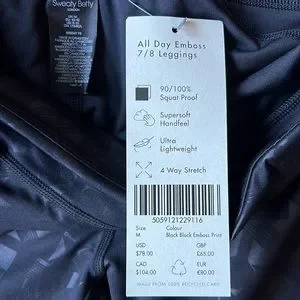 Sweaty Betty
LONDON
All Day Emboss
7/8 Leggings
90/100%
Squat Proof
Supersoft
Handfeel
Ultra
Lightweight
4 Way Stretch
5059121229116
Size Colour
M Black Black Emboss Print
USD GBP
$78.00 £65.00
CAD EUR
$104.00 €80.00
MADE FROM 100% RECYCLED CARD